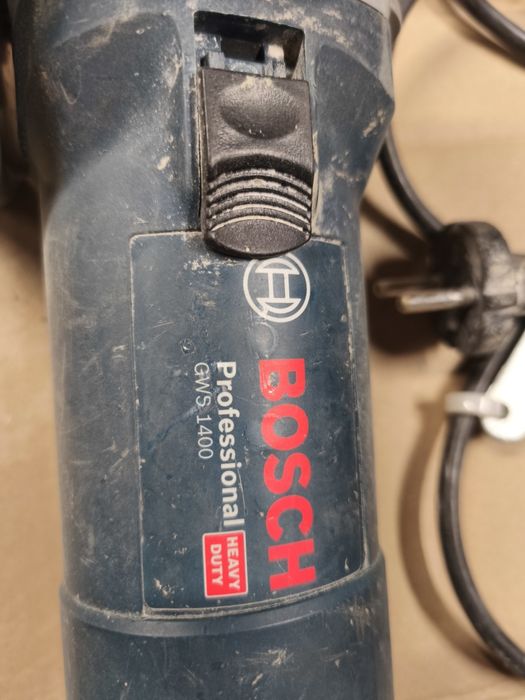 BOSCH
Professional
GWS 1400
HEAVY
DUTY